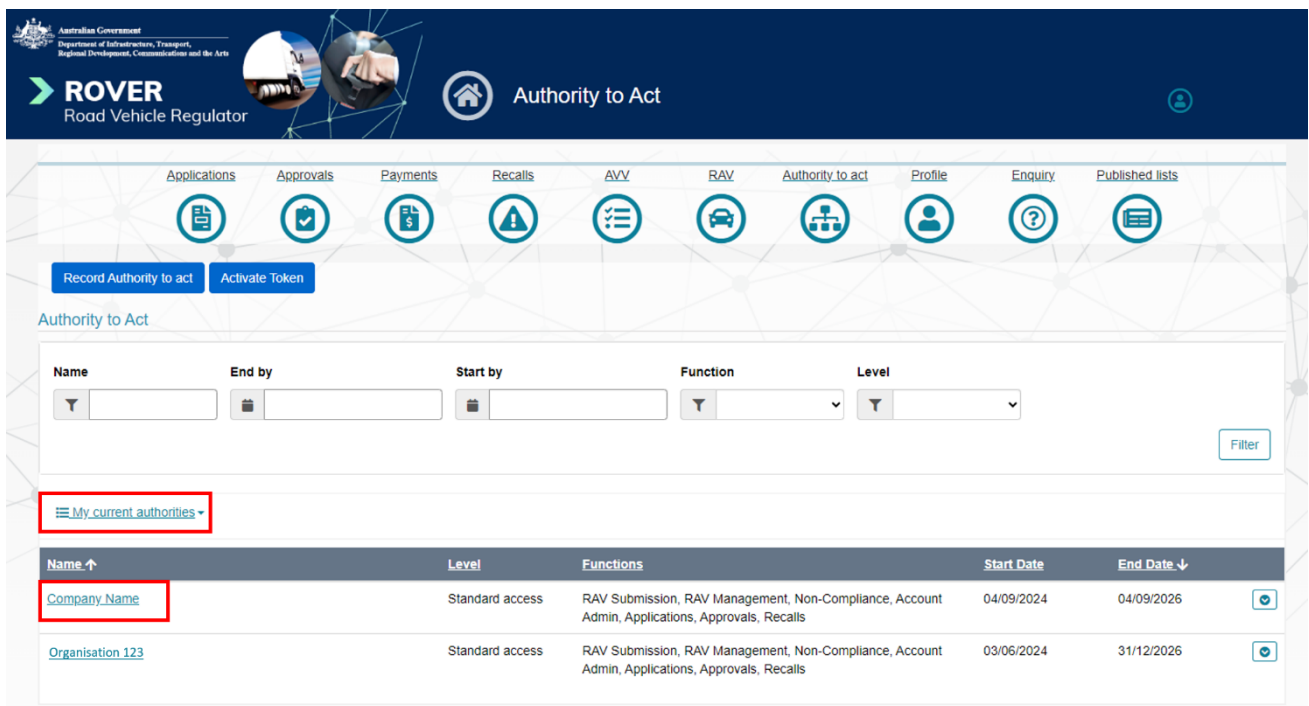 Australian Government
Department of Infrastructure, Transport,
Regional Development, Communications and the Arts
ROVER
Road Vehicle Regulator
Authority to Act
Applications Approvals Payments Recalls AVV RAV Authority to act Profile Enquiry Published lists
Record Authority to act Activate Token
Authority to Act
Name End by Start by Function Level
Filter
My current authorities
Name Level Functions Start Date End Date
Company Name Standard access RAV Submission, RAV Management, Non-Compliance, Account 04/09/2024 04/09/2026
Admin, Applications, Approvals, Recalls
Organisation 123 Standard access RAV Submission, RAV Management, Non-Compliance, Account 03/06/2024 31/12/2026
Admin, Applications, Approvals, Recalls